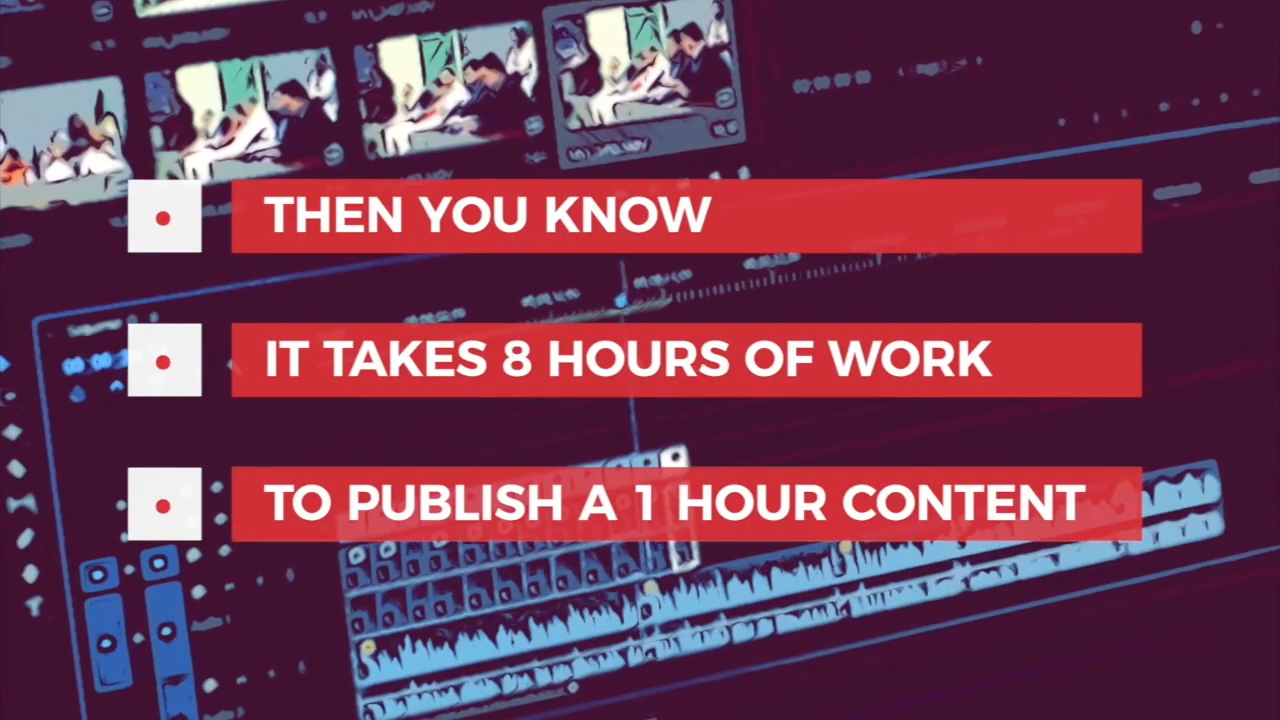 THEN YOU KNOW
IT TAKES 8 HOURS OF WORK
TO PUBLISH A 1 HOUR CONTENT